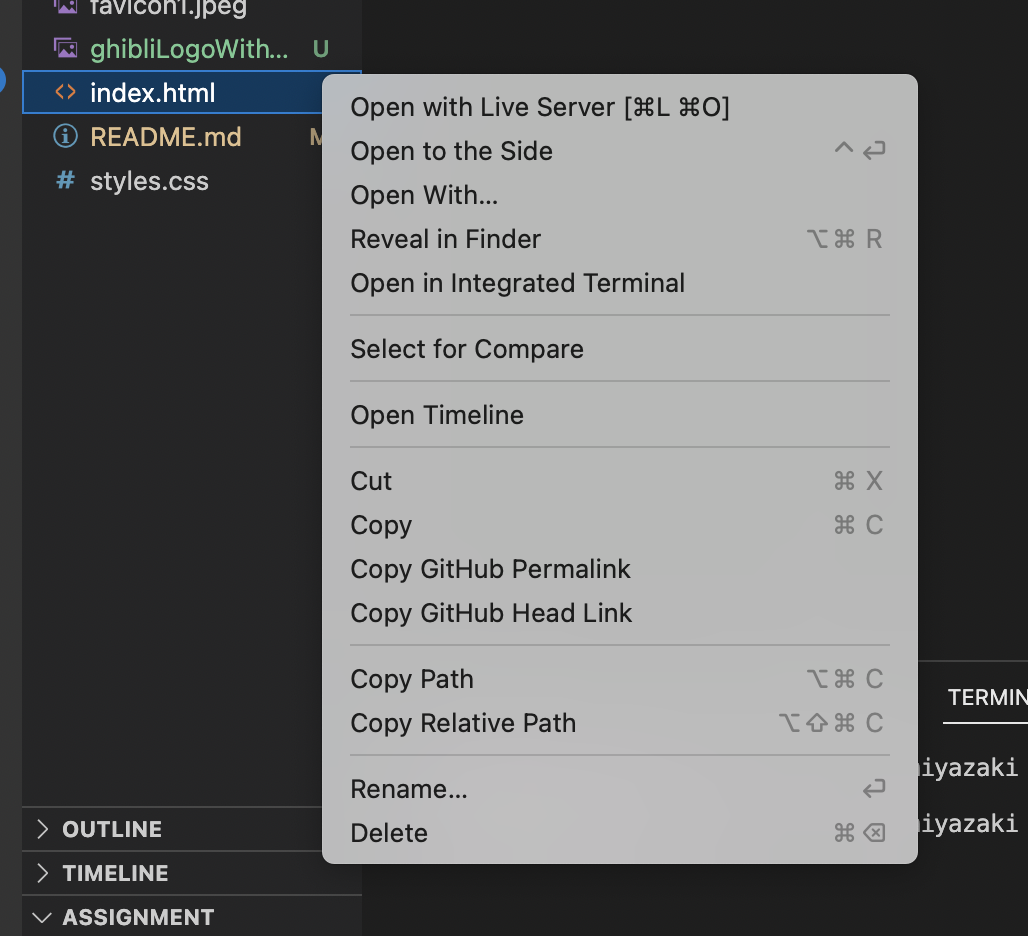 favicon1.jpeg
ghibliLogoWith... U
index.html
README.md M
# styles.css
Open with Live Server [⌘L ⌘O]
Open to the Side ^ ↩
Open With...
Reveal in Finder ⌥⌘ R
Open in Integrated Terminal
Select for Compare
Open Timeline
Cut ⌘ X
Copy ⌘ C
Copy GitHub Permalink
Copy GitHub Head Link
Copy Path ⌥⌘ C
Copy Relative Path ⌥⇧⌘ C
Rename... ↩
Delete ⌘ ⌫
OUTLINE
TIMELINE
ASSIGNMENT
TERMIN
iyazaki
iyazaki